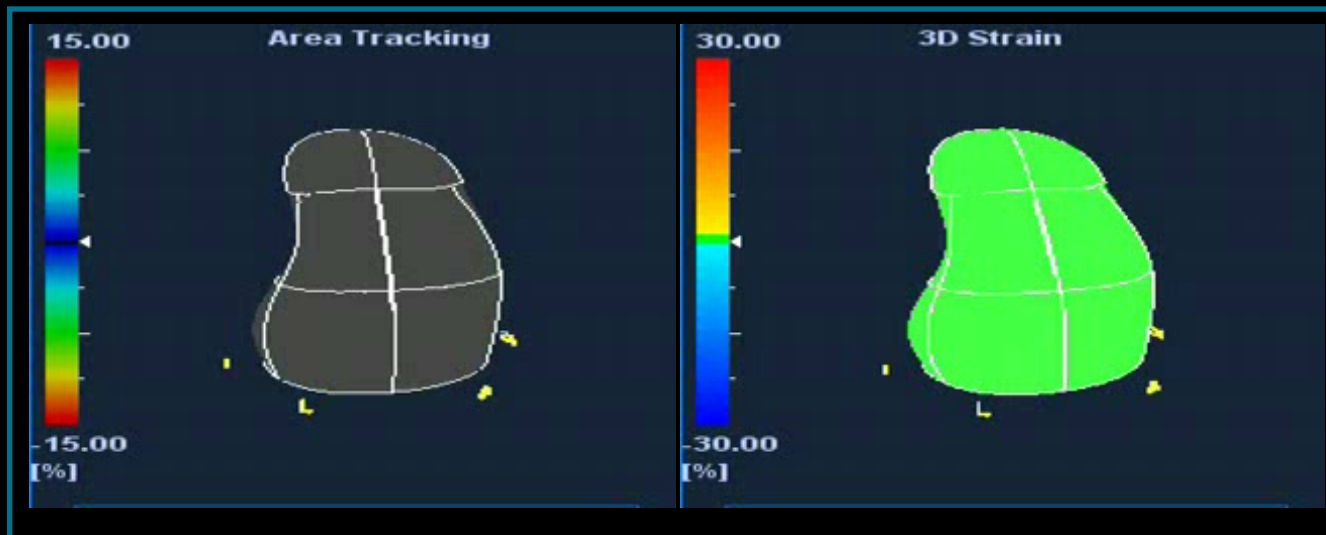 15.00
Area Tracking
-15.00
[%]
I
L
30.00
3D Strain
-30.00
[%]
I
L